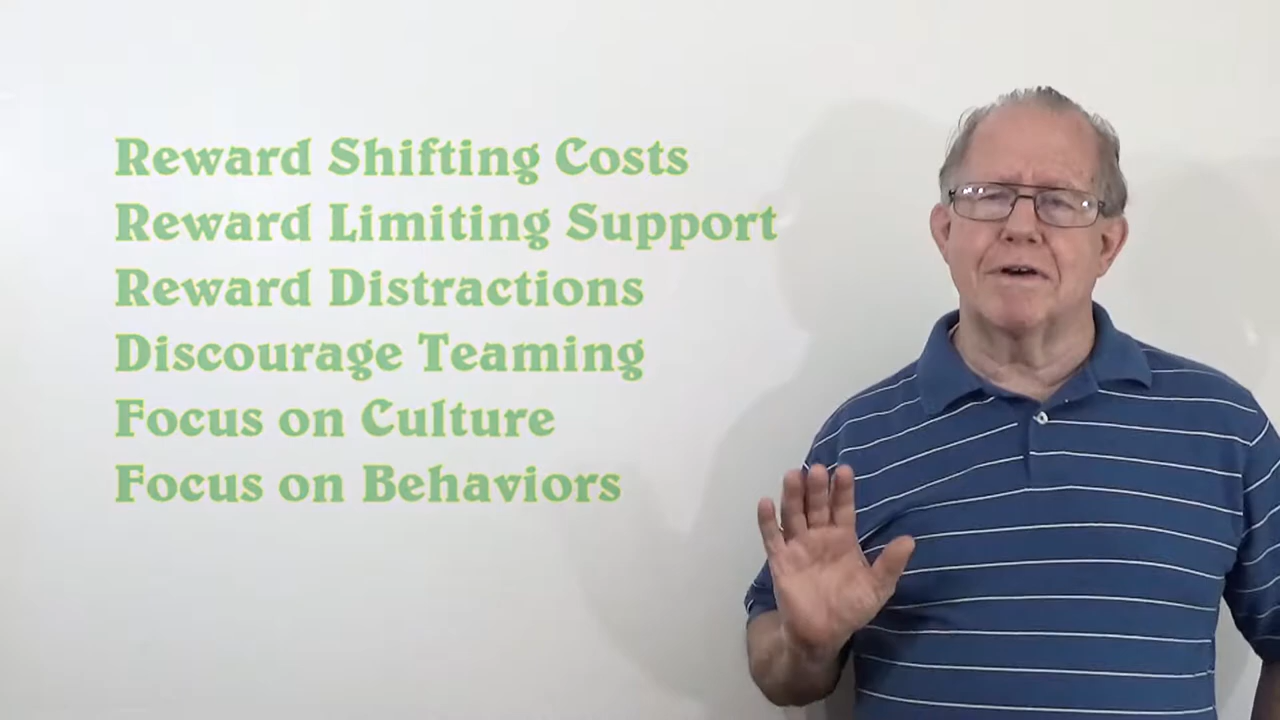 Reward Shifting Costs
Reward Limiting Support
Reward Distractions
Discourage Teaming
Focus on Culture
Focus on Behaviors